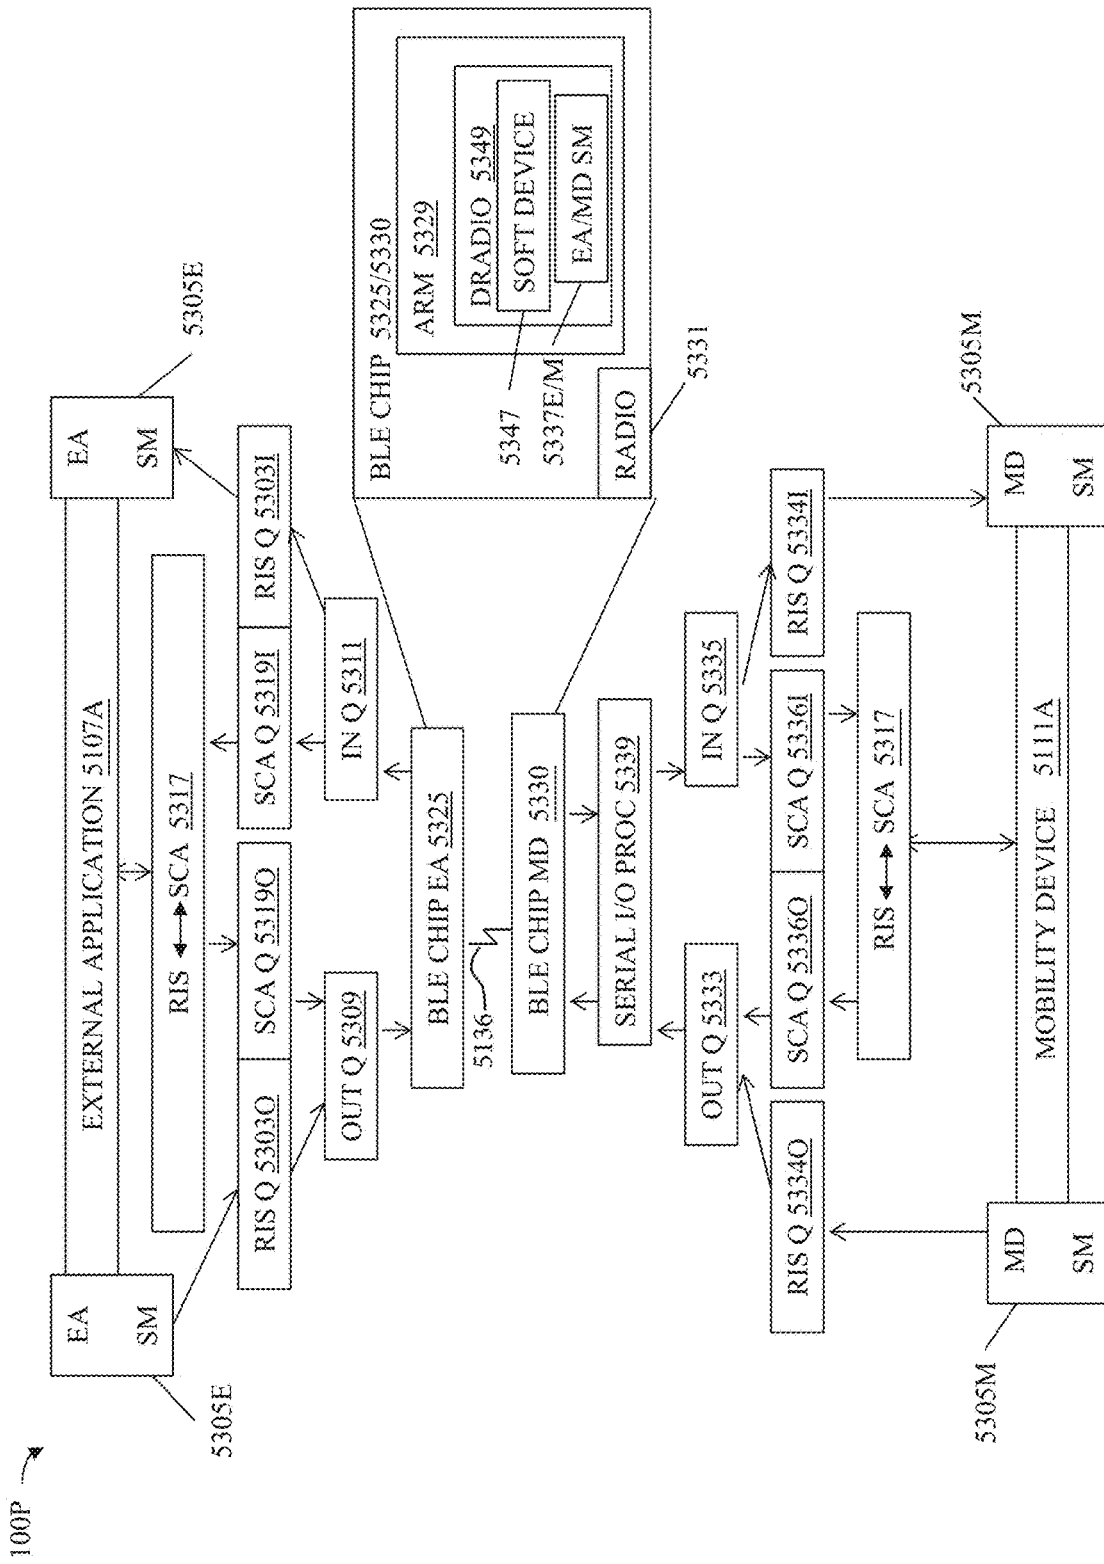 100P
5305E
EA
SM
EXTERNAL APPLICATION 5107A
EA
SM
5305E
RIS SCA 5317
RIS Q 5303O
SCA Q 5319O
SCA Q 5319I
RIS Q 5303I
OUT Q 5309
IN Q 5311
BLE CHIP EA 5325
5136
BLE CHIP MD 5330
SERIAL I/O PROC 5339
OUT Q 5333
IN Q 5335
RIS Q 5334O
SCA Q 5336O
SCA Q 5336I
RIS Q 5334I
RIS SCA 5317
5305M
MD
SM
MOBILITY DEVICE 5111A
MD
SM
5305M
BLE CHIP 5325/5330
ARM 5329
DRADIO 5349
SOFT DEVICE
EA/MD SM
5347
5337E/M
RADIO
5331